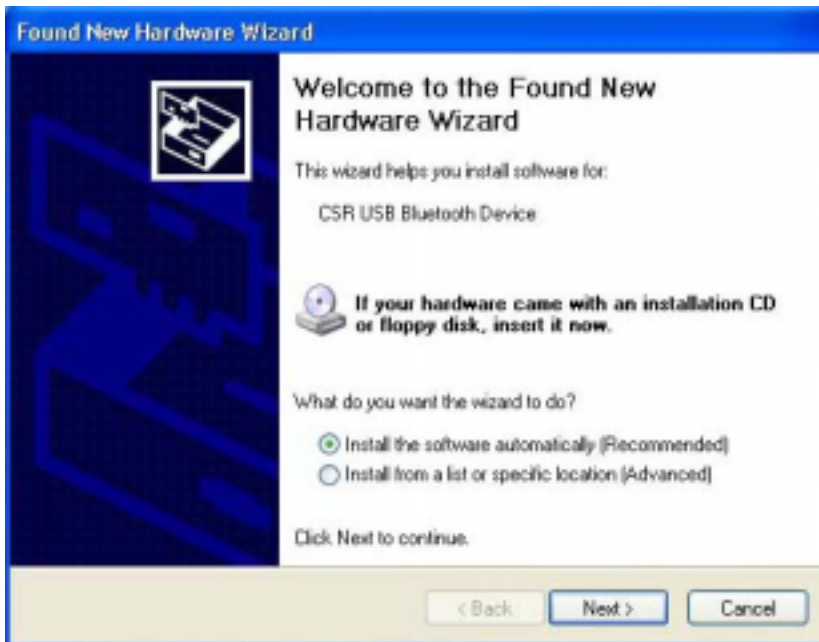 Found New Hardware Wizard
Welcome to the Found New
Hardware Wizard
This wizard helps you install software for:
CSR USB Bluetooth Device
If your hardware came with an installation CD
or floppy disk, insert it now.
What do you want the wizard to do?
Install the software automatically (Recommended)
Install from a list or specific location (Advanced)
Click Next to continue.
< Back
Next >
Cancel